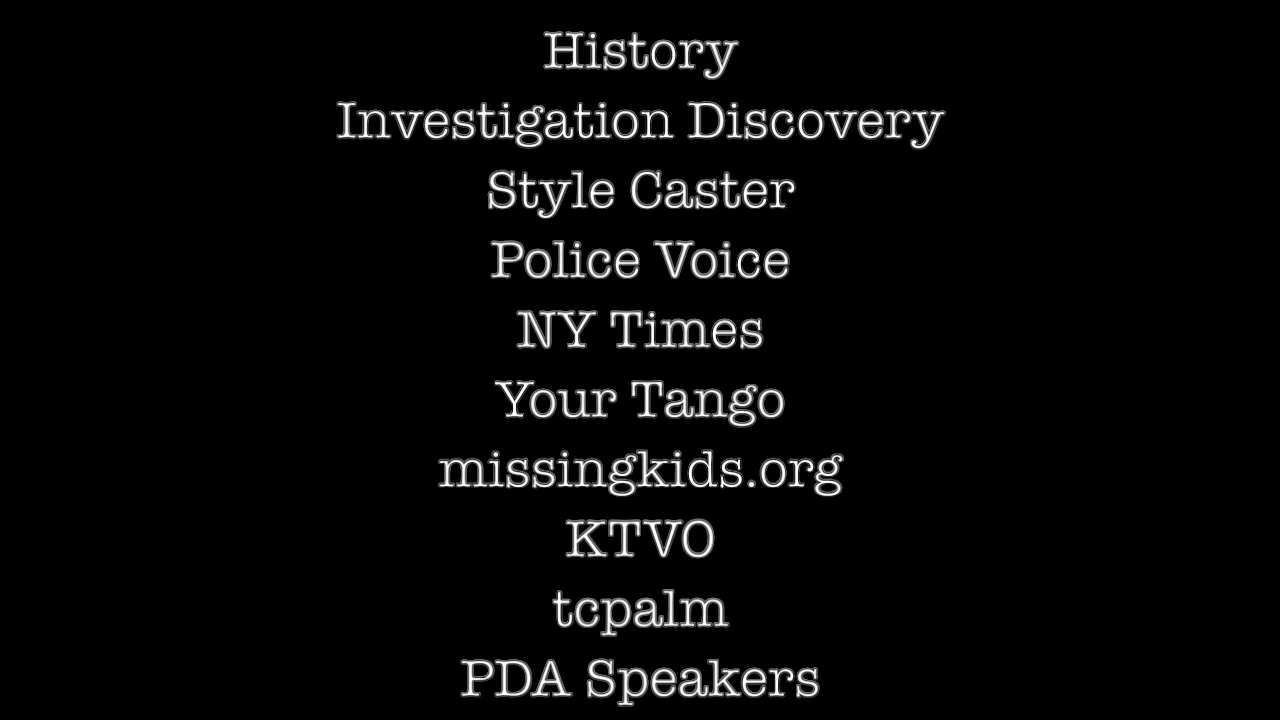 History
Investigation Discovery
Style Caster
Police Voice
NY Times
Your Tango
missingkids.org
KTVO
tcpalm
PDA Speakers